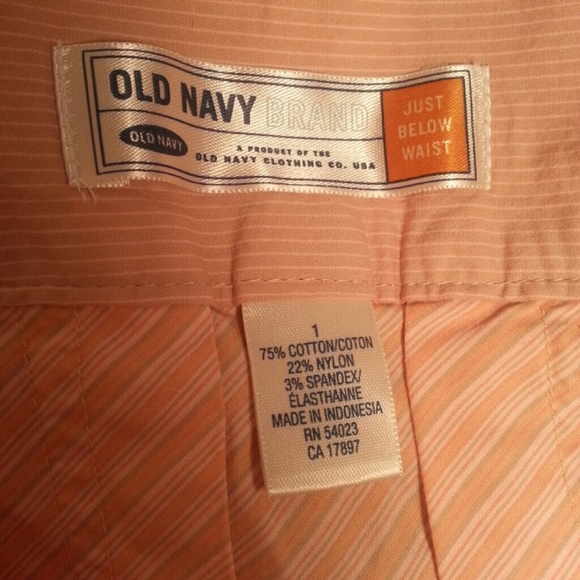 OLD NAVY BRAND
OLD NAVY
A PRODUCT OF THE
OLD NAVY CLOTHING CO. USA
JUST
BELOW
WAIST
1
75% COTTON/COTON
22% NYLON
3% SPANDEX/
ÉLASTHANNE
MADE IN INDONESIA
RN 54023
CA 17897